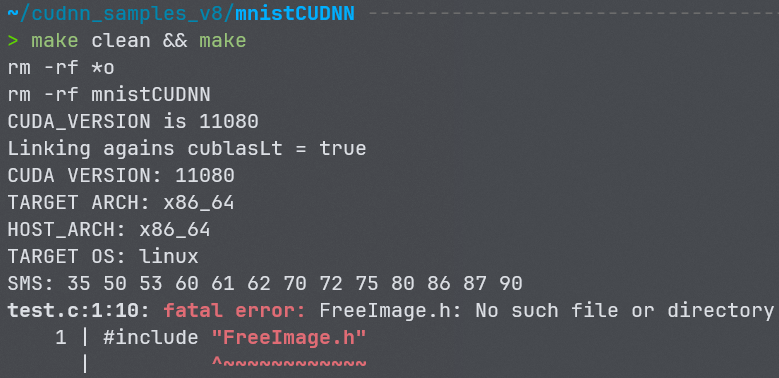 ~/cudnn_samples_v8/mnistCUDNN
> make clean && make
rm -rf *o
rm -rf mnistCUDNN
CUDA_VERSION is 11080
Linking agains cublasLt = true
CUDA VERSION: 11080
TARGET ARCH: x86_64
HOST_ARCH: x86_64
TARGET OS: linux
SMS: 35 50 53 60 61 62 70 72 75 80 86 87 90
test.c:1:10: fatal error: FreeImage.h: No such file or directory
    1 | #include "FreeImage.h"
      |          ^~~~~~~~~~~~~